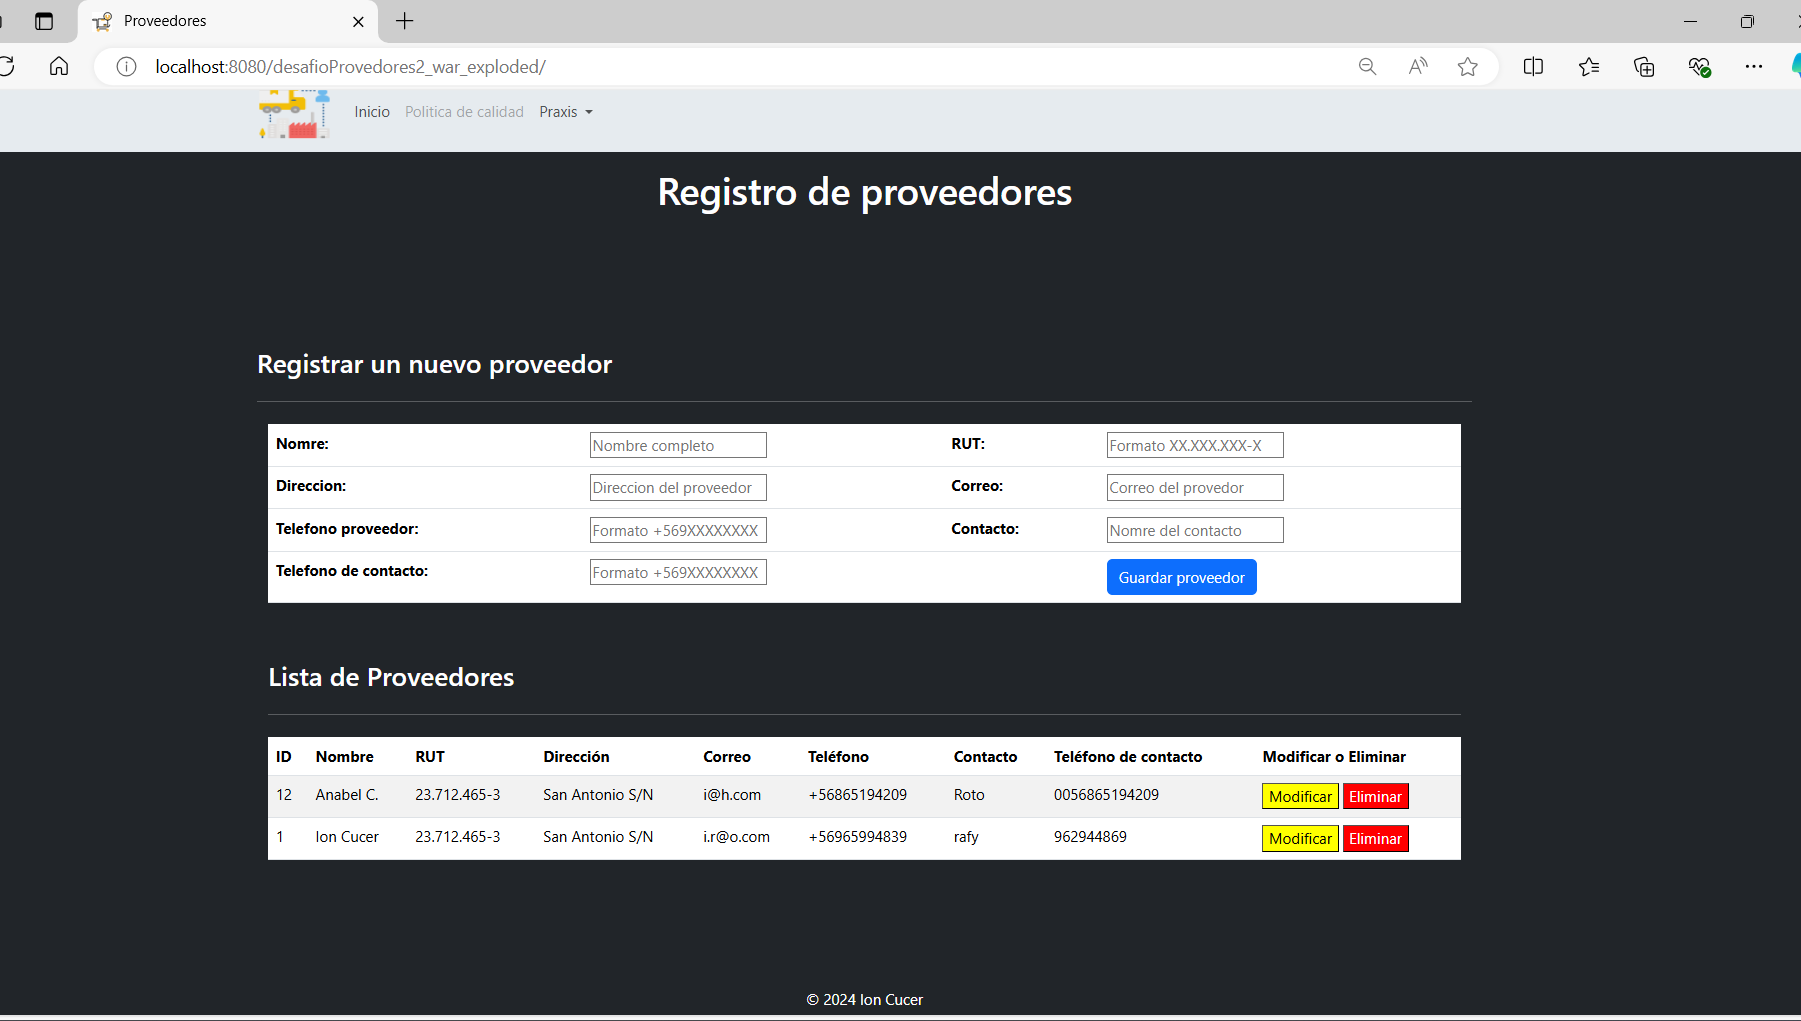 Proveedores
localhost:8080/desafioProvedores2_war_exploded/
Inicio Politica de calidad Praxis
Registro de proveedores
Registrar un nuevo proveedor
Nomre: Nombre completo RUT: Formato XX.XXX.XXX-X
Direccion: Direccion del proveedor Correo: Correo del provedor
Telefono proveedor: Formato +569XXXXXXXX Contacto: Nomre del contacto
Telefono de contacto: Formato +569XXXXXXXX Guardar proveedor
Lista de Proveedores
ID Nombre RUT Dirección Correo Teléfono Contacto Teléfono de contacto Modificar o Eliminar
12 Anabel C. 23.712.465-3 San Antonio S/N i@h.com +56865194209 Roto 0056865194209 Modificar Eliminar
1 Ion Cucer 23.712.465-3 San Antonio S/N i.r@o.com +56965994839 rafy 962944869 Modificar Eliminar
© 2024 Ion Cucer